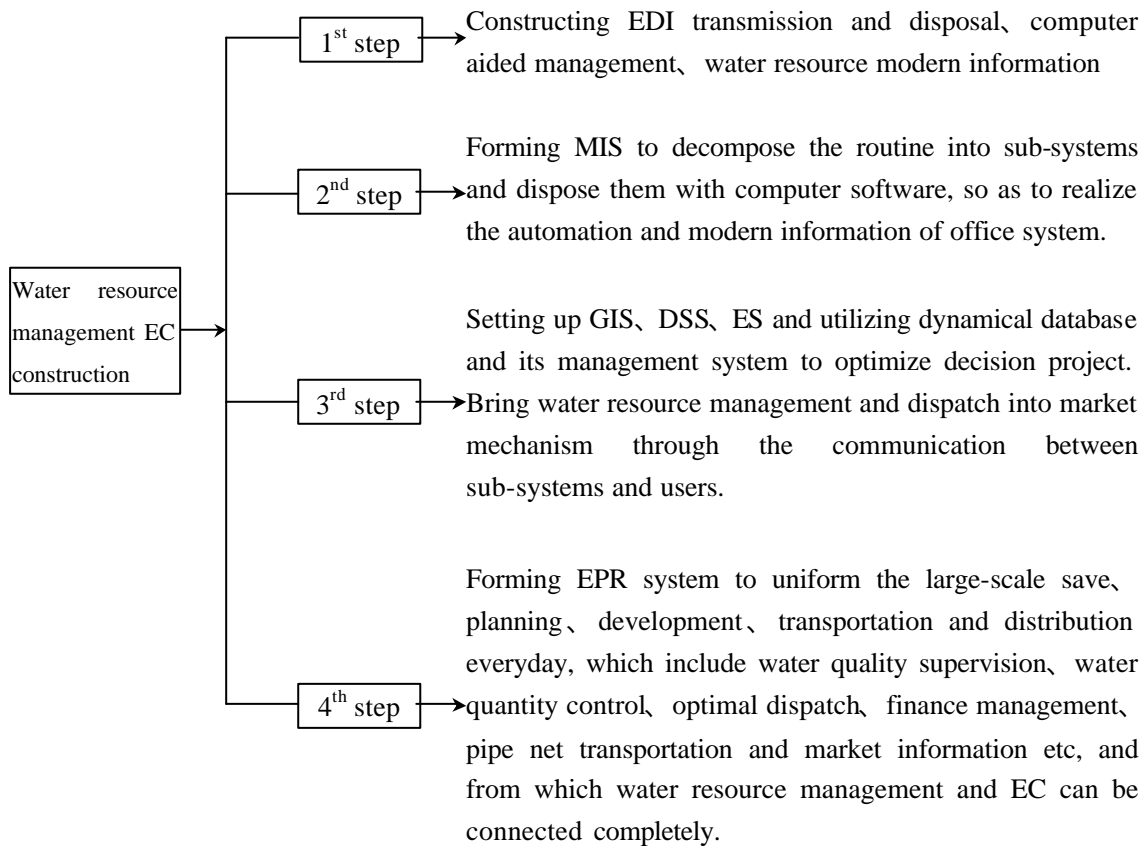 Water resource
management EC
construction
1st step
Constructing EDI transmission and disposal、computer
aided management、water resource modern information
2nd step
Forming MIS to decompose the routine into sub-systems
and dispose them with computer software, so as to realize
the automation and modern information of office system.
3rd step
Setting up GIS、DSS、ES and utilizing dynamical database
and its management system to optimize decision project.
Bring water resource management and dispatch into market
mechanism through the communication between
sub-systems and users.
4th step
Forming EPR system to uniform the large-scale save、
planning、development、transportation and distribution
everyday, which include water quality supervision、water
quantity control、optimal dispatch、finance management、
pipe net transportation and market information etc, and
from which water resource management and EC can be
connected completely.